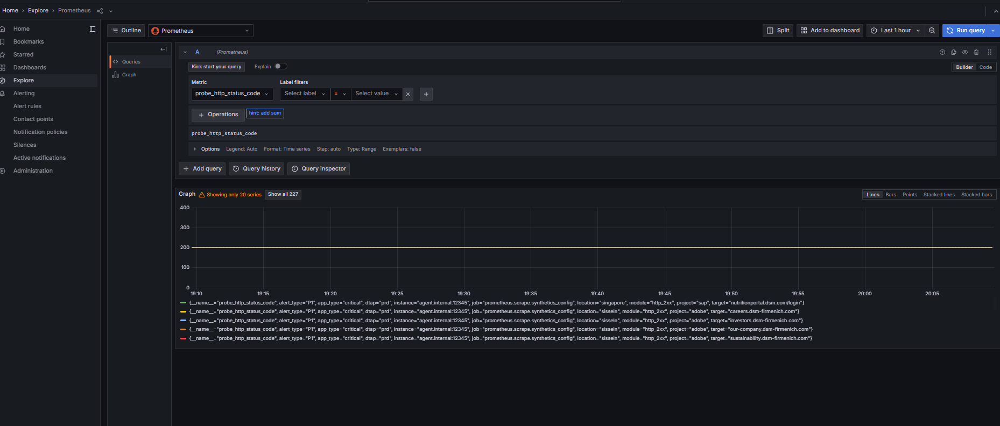 Home › Explore › Prometheus
Home
Bookmarks
Starred
Dashboards
Explore
Alerting
Alert rules
Contact points
Notification policies
Silences
Active notifications
Administration
Outline
Prometheus
Split
Add to dashboard
Last 1 hour
Run query
Queries
Graph
A (Prometheus)
Kick start your query
Explain
Builder
Code
Metric
Label filters
probe_http_status_code
Select label
=
Select value
+ Operations
hint: add sum
probe_http_status_code
Options Legend: Auto Format: Time series Step: auto Type: Range Exemplars: false
+ Add query
Query history
Query inspector
Graph
Showing only 20 series
Show all 227
Lines
Bars
Points
Stacked lines
Stacked bars
400
300
200
100
0
19:10 19:15 19:20 19:25 19:30 19:35 19:40 19:45 19:50 19:55 20:00 20:05
{__name__="probe_http_status_code", alert_type="P1", app_type="critical", dtap="prd", instance="agent.internal:12345", job="prometheus.scrape.synthetics_config", location="singapore", module="http_2xx", project="sap", target="nutritionportal.dsm.com/login"}
{__name__="probe_http_status_code", alert_type="P1", app_type="critical", dtap="prd", instance="agent.internal:12345", job="prometheus.scrape.synthetics_config", location="sisseln", module="http_2xx", project="adobe", target="careers.dsm-firmenich.com"}
{__name__="probe_http_status_code", alert_type="P1", app_type="critical", dtap="prd", instance="agent.internal:12345", job="prometheus.scrape.synthetics_config", location="sisseln", module="http_2xx", project="adobe", target="investors.dsm-firmenich.com"}
{__name__="probe_http_status_code", alert_type="P1", app_type="critical", dtap="prd", instance="agent.internal:12345", job="prometheus.scrape.synthetics_config", location="sisseln", module="http_2xx", project="adobe", target="our-company.dsm-firmenich.com"}
{__name__="probe_http_status_code", alert_type="P1", app_type="critical", dtap="prd", instance="agent.internal:12345", job="prometheus.scrape.synthetics_config", location="sisseln", module="http_2xx", project="adobe", target="sustainability.dsm-firmenich.com"}